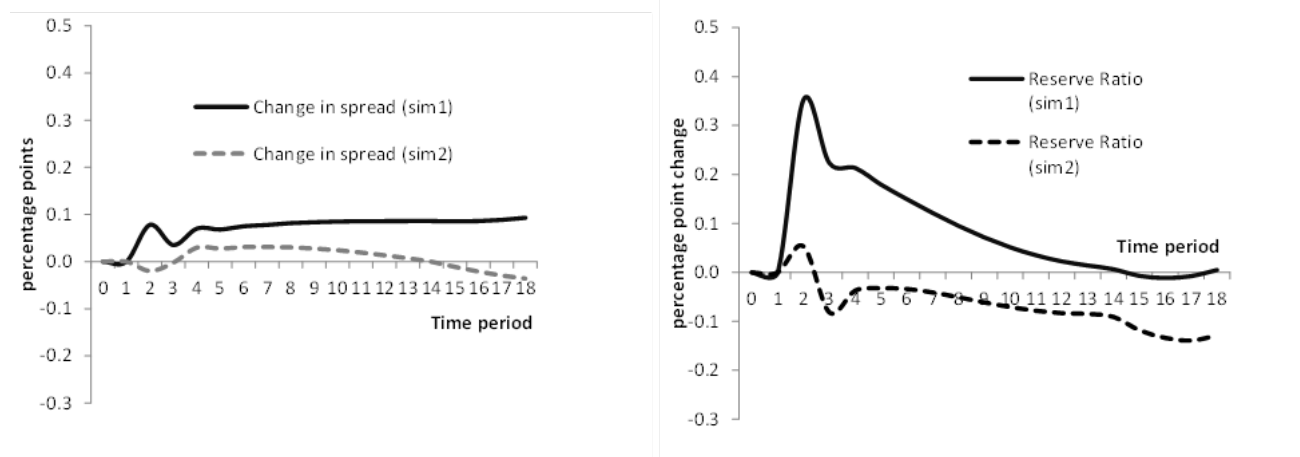 0.5
0.4
0.3
0.2
0.1
0.0
-0.1
-0.2
-0.3
percentage points
Change in spread (sim1)
Change in spread (sim2)
0 1 2 3 4 5 6 7 8 9 10 11 12 13 14 15 16 17 18
Time period
0.5
0.4
0.3
0.2
0.1
0.0
-0.1
-0.2
-0.3
percentage point change
Reserve Ratio
(sim1)
Reserve Ratio
(sim2)
Time period
0 1 2 3 4 5 6 7 8 9 10 11 12 13 14 15 16 17 18